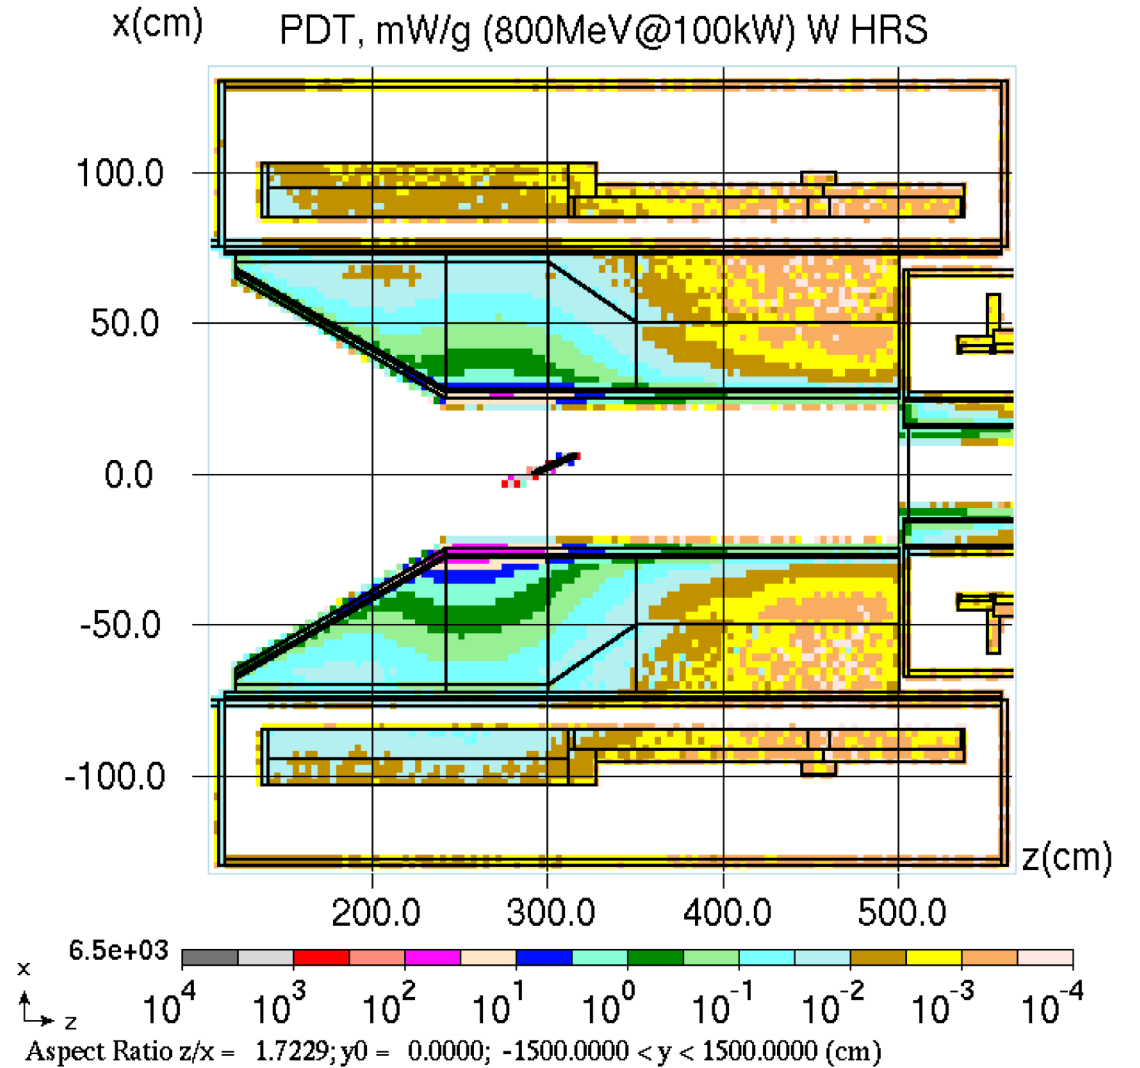 x(cm) PDT, mW/g (800MeV@100kW) W HRS
100.0
50.0
0.0
-50.0
-100.0
z(cm)
200.0 300.0 400.0 500.0
6.5e+03
10^4 10^3 10^2 10^1 10^0 10^-1 10^-2 10^-3 10^-4
x
z
Aspect Ratio z/x = 1.7229; y0 = 0.0000; -1500.0000 < y < 1500.0000 (cm)